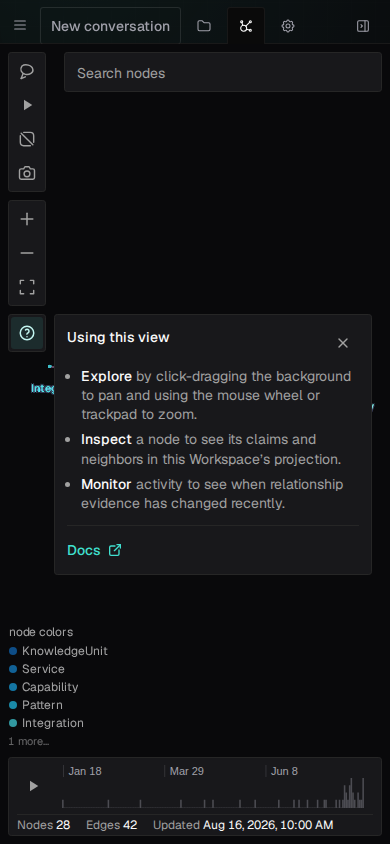 New conversation
Search nodes
Using this view
Explore by click-dragging the background
to pan and using the mouse wheel or
trackpad to zoom.
Inspect a node to see its claims and
neighbors in this Workspace's projection.
Monitor activity to see when relationship
evidence has changed recently.
Docs
node colors
KnowledgeUnit
Service
Capability
Pattern
Integration
1 more...
Jan 18 Mar 29 Jun 8
Nodes 28 Edges 42 Updated Aug 16, 2026, 10:00 AM